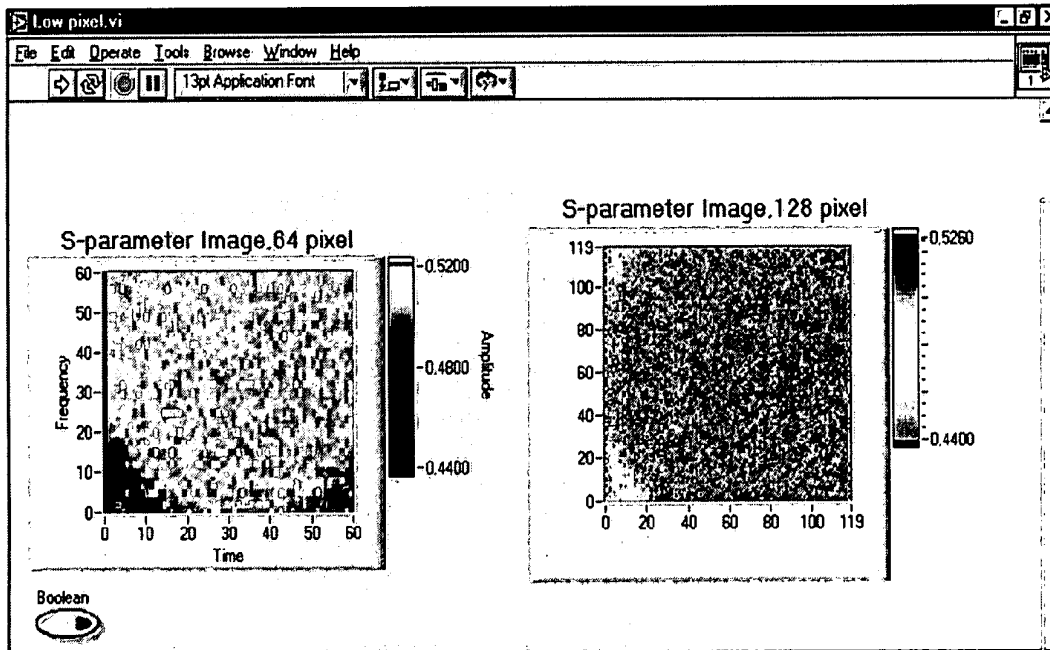 Low pixel.vi
File Edit Operate Tools Browse Window Help
13pt Application Font
1
S-parameter Image,64 pixel
60
50
40
30
20
10
0
0 10 20 30 40 50 60
Frequency
Time
0,5200
0,4800
0,4400
Amplitude
S-parameter Image,128 pixel
119
100
80
60
40
20
0
0 20 40 60 80 100 119
0,5260
0,4400
Boolean